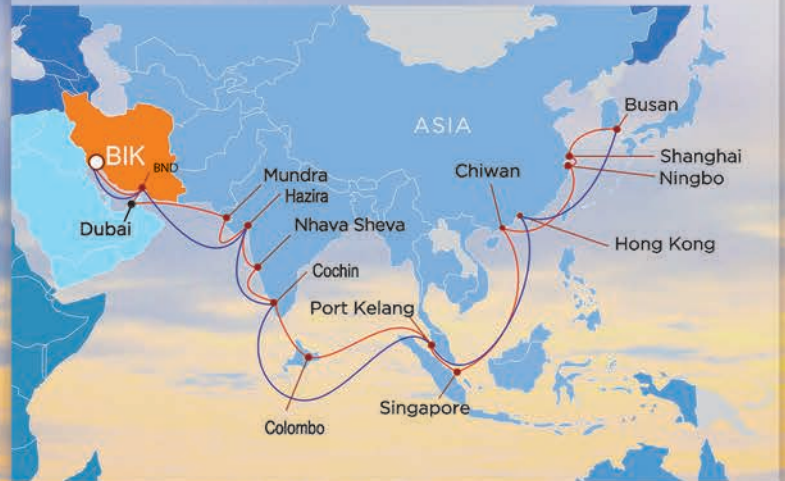 Busan
ASIA
Shanghai
BIK
BND
Chiwan
Mundra
Ningbo
Hazira
Dubai
Nhava Sheva
Hong Kong
Cochin
Port Kelang
Singapore
Colombo